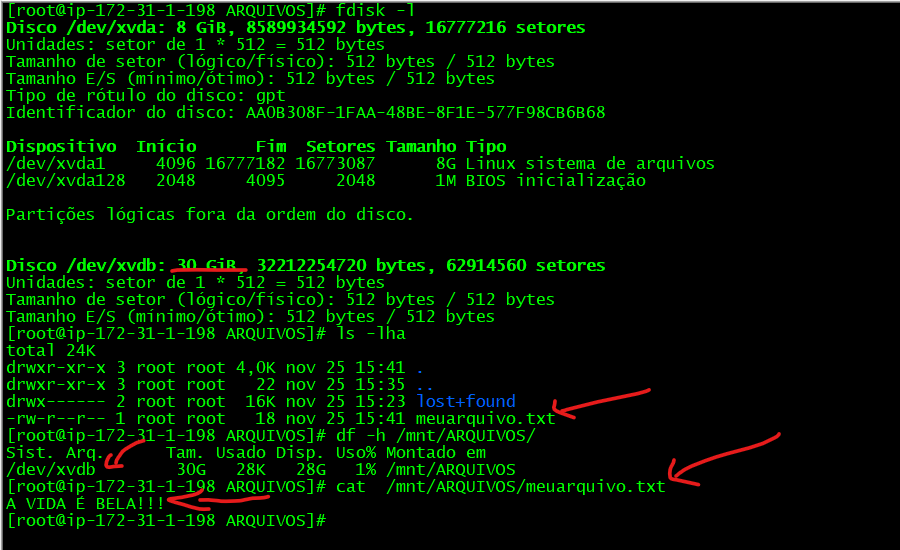 [root@ip-172-31-1-198 ARQUIVOS]# fdisk -l
Disco /dev/xvda: 8 GiB, 8589934592 bytes, 16777216 setores
Unidades: setor de 1 * 512 = 512 bytes
Tamanho de setor (lógico/físico): 512 bytes / 512 bytes
Tamanho E/S (mínimo/ótimo): 512 bytes / 512 bytes
Tipo de rótulo do disco: gpt
Identificador do disco: AA0B308F-1FAA-48BE-8F1E-577F98CB6B68
Dispositivo  Início      Fim  Setores Tamanho Tipo
/dev/xvda1     4096 16777182 16773087      8G Linux sistema de arquivos
/dev/xvda128   2048     4095     2048      1M BIOS inicialização
Partições lógicas fora da ordem do disco.
Disco /dev/xvdb: 30 GiB, 32212254720 bytes, 62914560 setores
Unidades: setor de 1 * 512 = 512 bytes
Tamanho de setor (lógico/físico): 512 bytes / 512 bytes
Tamanho E/S (mínimo/ótimo): 512 bytes / 512 bytes
[root@ip-172-31-1-198 ARQUIVOS]# ls -lha
total 24K
drwxr-xr-x 3 root root 4,0K nov 25 15:41 .
drwxr-xr-x 3 root root   22 nov 25 15:35 ..
drwx------ 2 root root  16K nov 25 15:23 lost+found
-rw-r--r-- 1 root root   18 nov 25 15:41 meuarquivo.txt
[root@ip-172-31-1-198 ARQUIVOS]# df -h /mnt/ARQUIVOS/
Sist. Arq.      Tam. Usado Disp. Uso% Montado em
/dev/xvdb        30G   28K   28G   1% /mnt/ARQUIVOS
[root@ip-172-31-1-198 ARQUIVOS]# cat  /mnt/ARQUIVOS/meuarquivo.txt
A VIDA É BELA!!!
[root@ip-172-31-1-198 ARQUIVOS]#